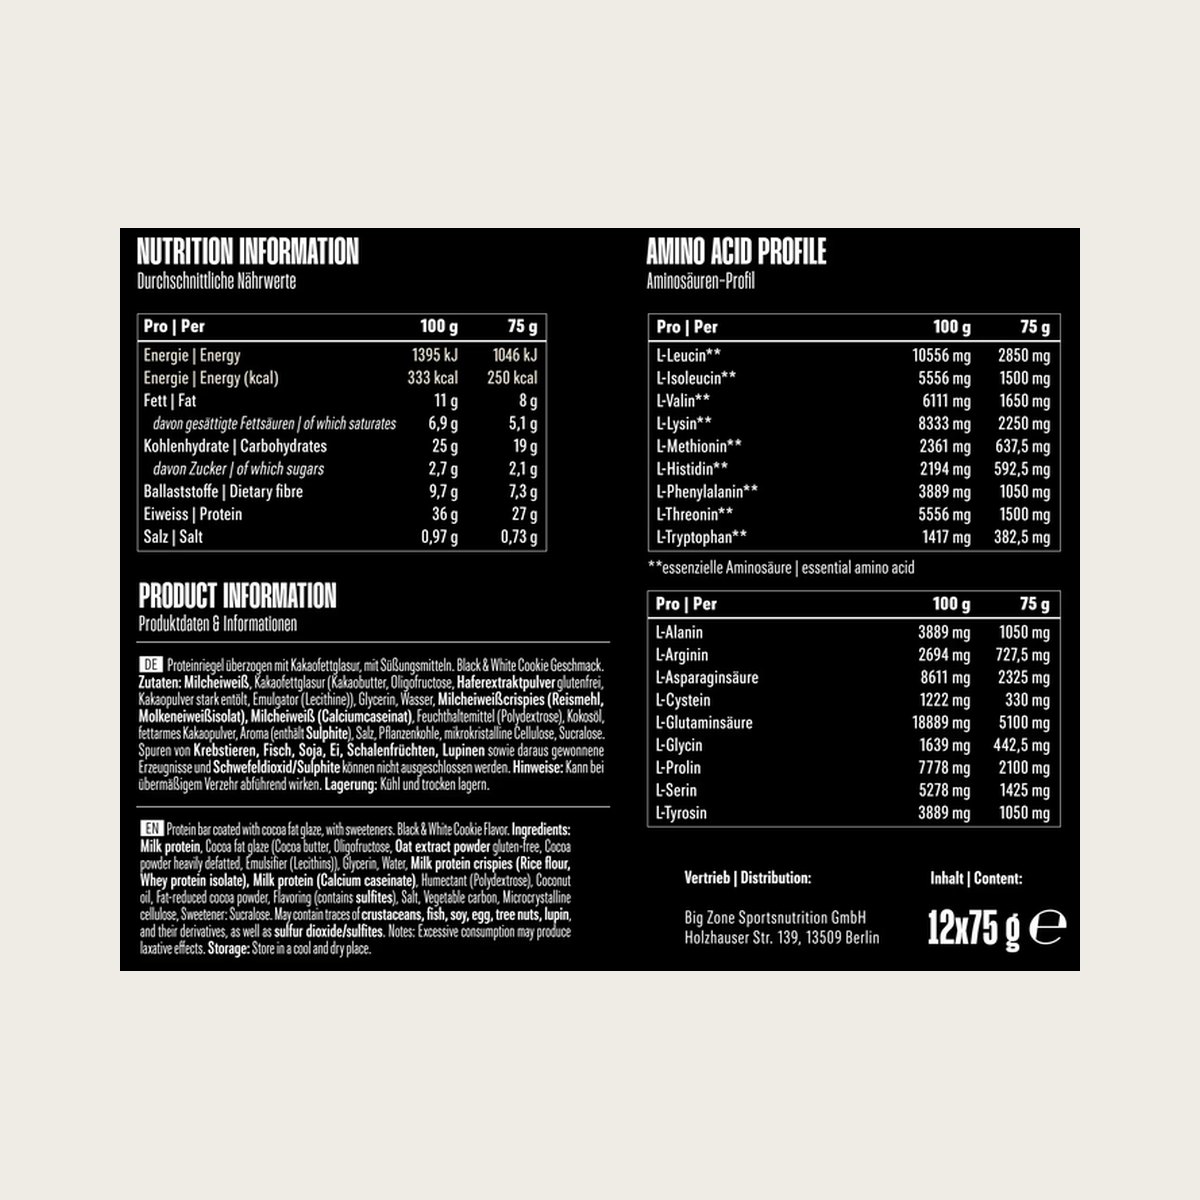 NUTRITION INFORMATION
Durchschnittliche Nährwerte
Pro | Per 100 g 75 g
Energie | Energy 1395 kJ 1046 kJ
Energie | Energy (kcal) 333 kcal 250 kcal
Fett | Fat 11 g 8 g
davon gesättigte Fettsäuren | of which saturates 6,9 g 5,1 g
Kohlenhydrate | Carbohydrates 25 g 19 g
davon Zucker | of which sugars 2,7 g 2,1 g
Ballaststoffe | Dietary fibre 9,7 g 7,3 g
Eiweiss | Protein 36 g 27 g
Salz | Salt 0,97 g 0,73 g
PRODUCT INFORMATION
Produktdaten & Informationen
DE Proteinriegel überzogen mit Kakaofettglasur, mit Süßungsmitteln. Black & White Cookie Geschmack.
Zutaten: Milcheiweiß, Kakaofettglasur (Kakaobutter, Oligofructose, Haferextraktpulver glutenfrei,
Kakaopulver stark entölt, Emulgator (Lecithine)), Glycerin, Wasser, Milcheiweißcrispies (Reismehl,
Molkeneiweißisolat), Milcheiweiß (Calciumcaseinat), Feuchthaltemittel (Polydextrose), Kokosöl,
fettarmes Kakaopulver, Aroma (enthält Sulphite), Salz, Pflanzenkohle, mikrokristalline Cellulose, Sucralose.
Spuren von Krebstieren, Fisch, Soja, Ei, Schalenfrüchten, Lupinen sowie daraus gewonnene
Erzeugnisse und Schwefeldioxid/Sulphite können nicht ausgeschlossen werden. Hinweise: Kann bei
übermäßigem Verzehr abführend wirken. Lagerung: Kühl und trocken lagern.
EN Protein bar coated with cocoa fat glaze, with sweeteners. Black & White Cookie Flavor. Ingredients:
Milk protein, Cocoa fat glaze (Cocoa butter, Oligofructose, Oat extract powder gluten-free, Cocoa
powder heavily defatted, Emulsifier (Lecithins)), Glycerin, Water, Milk protein crispies (Rice flour,
Whey protein isolate), Milk protein (Calcium caseinate), Humectant (Polydextrose), Coconut
oil, Fat-reduced cocoa powder, Flavoring (contains sulfites), Salt, Vegetable carbon, Microcrystalline
cellulose, Sweetener: Sucralose. May contain traces of crustaceans, fish, soy, egg, tree nuts, lupin,
and their derivatives, as well as sulfur dioxide/sulfites. Notes: Excessive consumption may produce
laxative effects. Storage: Store in a cool and dry place.
AMINO ACID PROFILE
Aminosäuren-Profil
Pro | Per 100 g 75 g
L-Leucin** 10556 mg 2850 mg
L-Isoleucin** 5556 mg 1500 mg
L-Valin** 6111 mg 1650 mg
L-Lysin** 8333 mg 2250 mg
L-Methionin** 2361 mg 637,5 mg
L-Histidin** 2194 mg 592,5 mg
L-Phenylalanin** 3889 mg 1050 mg
L-Threonin** 5556 mg 1500 mg
L-Tryptophan** 1417 mg 382,5 mg
**essenzielle Aminosäure | essential amino acid
Pro | Per 100 g 75 g
L-Alanin 3889 mg 1050 mg
L-Arginin 2694 mg 727,5 mg
L-Asparaginsäure 8611 mg 2325 mg
L-Cystein 1222 mg 330 mg
L-Glutaminsäure 18889 mg 5100 mg
L-Glycin 1639 mg 442,5 mg
L-Prolin 7778 mg 2100 mg
L-Serin 5278 mg 1425 mg
L-Tyrosin 3889 mg 1050 mg
Vertrieb | Distribution:
Big Zone Sportsnutrition GmbH
Holzhauser Str. 139, 13509 Berlin
Inhalt | Content:
12x75 g ℮